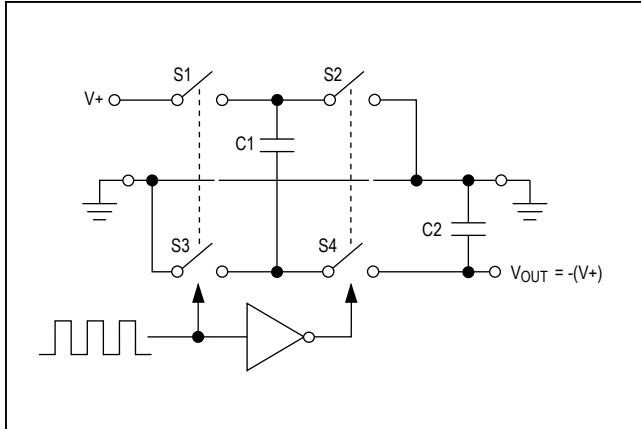 S1
S2
V+
C1
C2
S3
S4
VOUT = -(V+)